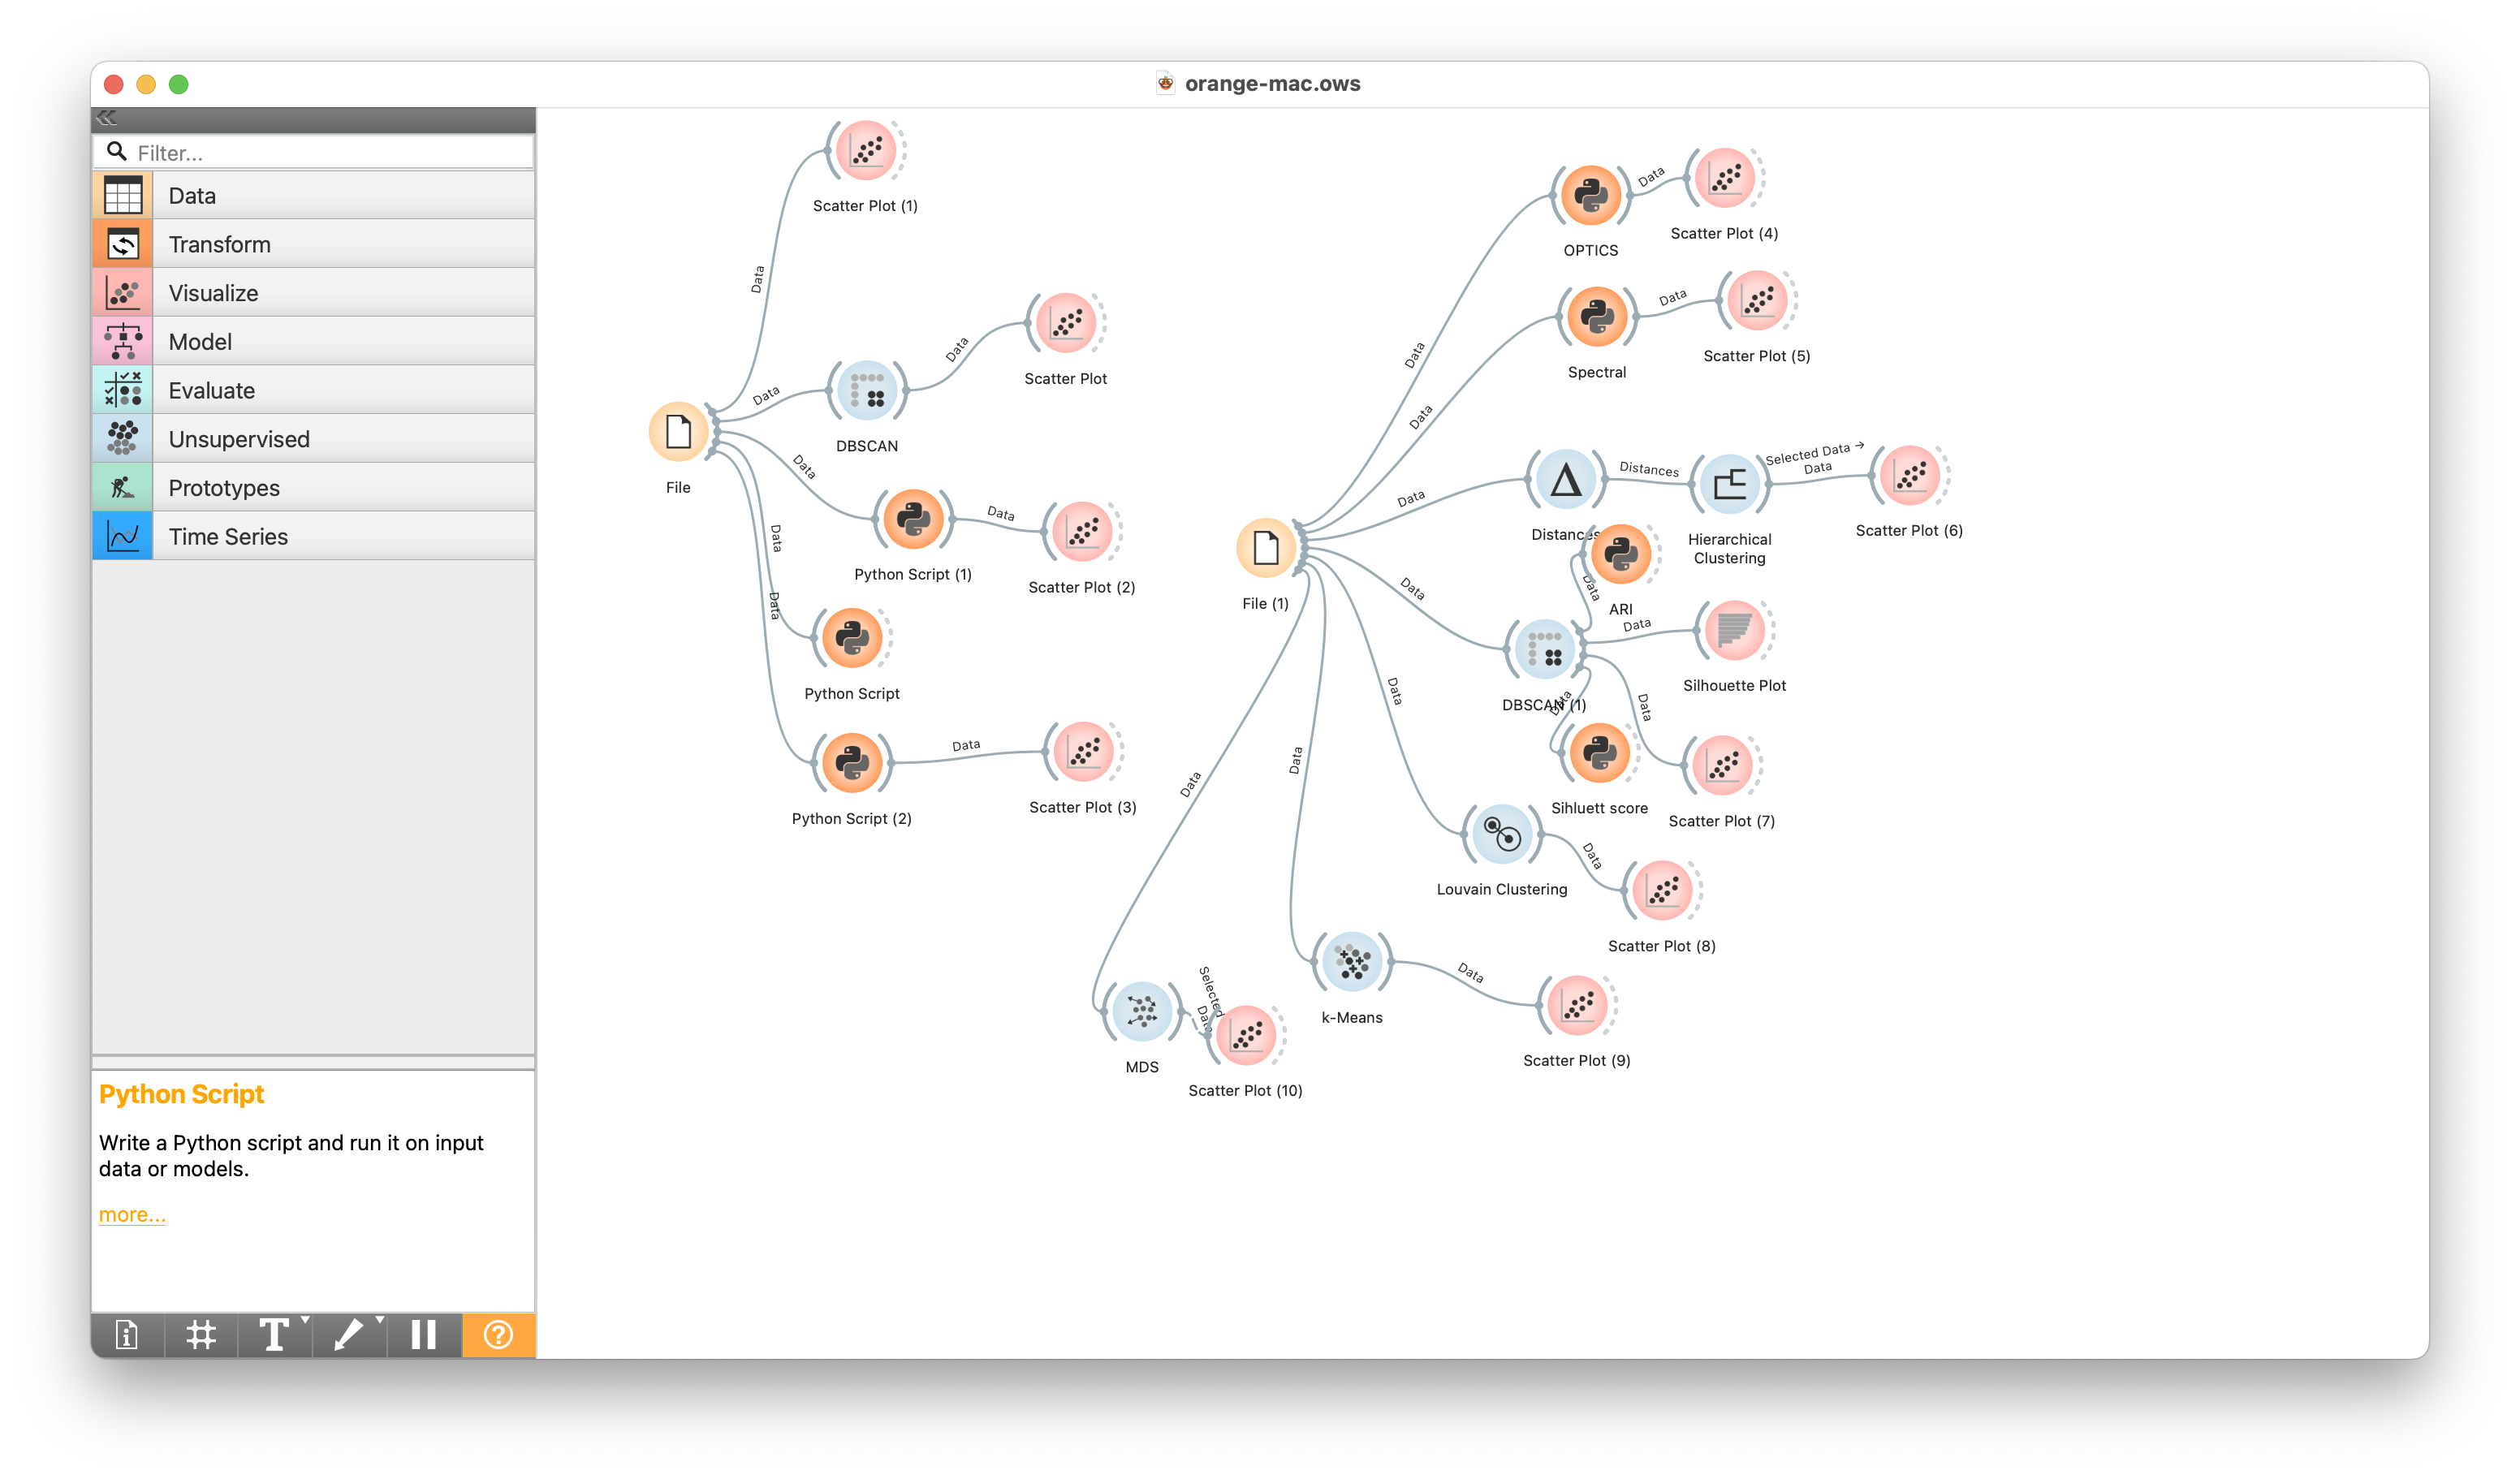 orange-mac.ows
Filter...
Data
Transform
Visualize
Model
Evaluate
Unsupervised
Prototypes
Time Series
Python Script
Write a Python script and run it on input
data or models.
more...
Scatter Plot (1)
Data
Data
Data
Scatter Plot
DBSCAN
File
Data
Data
Python Script (1)
Scatter Plot (2)
Data
Data
Python Script
Data
Python Script (2)
Scatter Plot (3)
Data
OPTICS
Scatter Plot (4)
Data
Spectral
Scatter Plot (5)
Data
Data
Data
Distances
Distances
Hierarchical
Clustering
Selected Data →
Data
Scatter Plot (6)
File (1)
Data
Data
ARI
Data
Silhouette Plot
DBSCAN (1)
Data
Data
Sihluett score
Scatter Plot (7)
Data
Louvain Clustering
Data
Scatter Plot (8)
Data
k-Means
Data
Scatter Plot (9)
Data
MDS
Selected
Data
Scatter Plot (10)